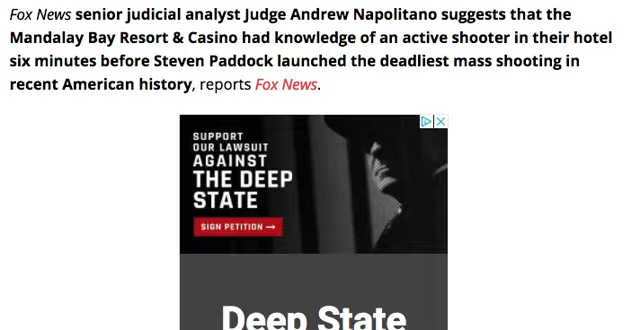 Fox News senior judicial analyst Judge Andrew Napolitano suggests that the
Mandalay Bay Resort & Casino had knowledge of an active shooter in their hotel
six minutes before Steven Paddock launched the deadliest mass shooting in
recent American history, reports Fox News.
SUPPORT
OUR LAWSUIT
AGAINST
THE DEEP
STATE
SIGN PETITION →
Deep State